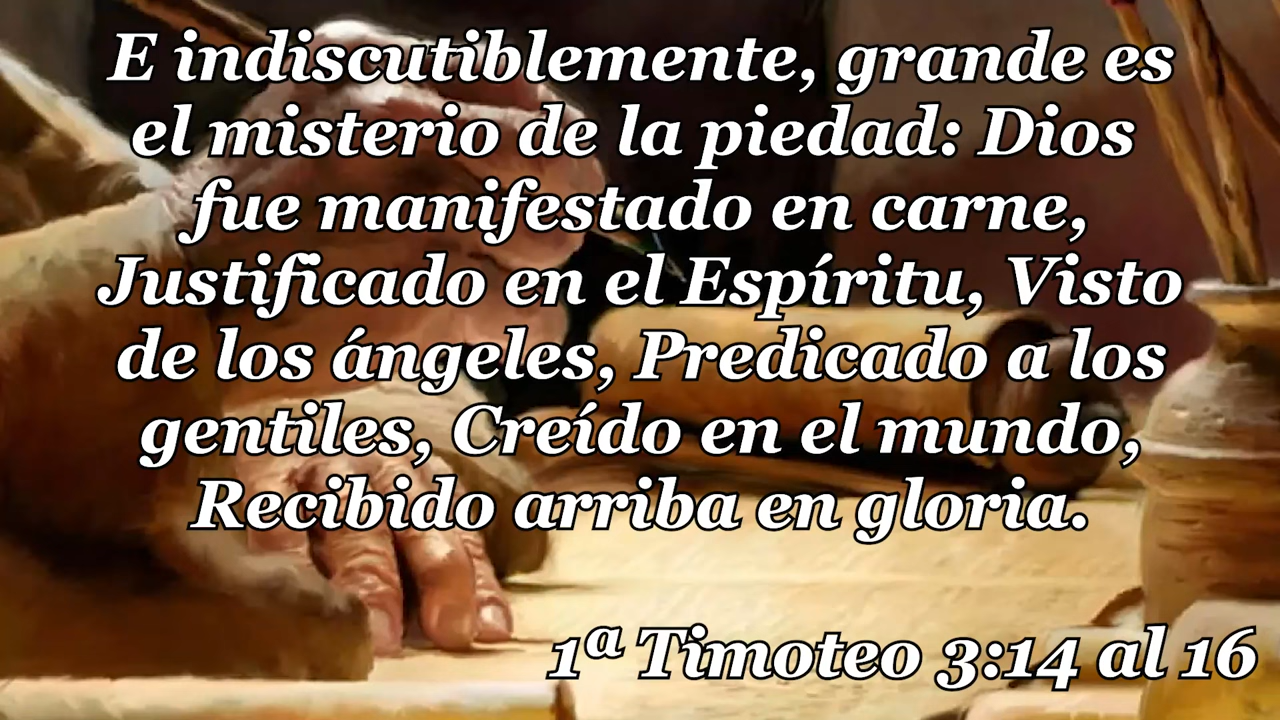 E indiscutiblemente, grande es
el misterio de la piedad: Dios
fue manifestado en carne,
Justificado en el Espíritu, Visto
de los ángeles, Predicado a los
gentiles, Creído en el mundo,
Recibido arriba en gloria.
1ª Timoteo 3:14 al 16